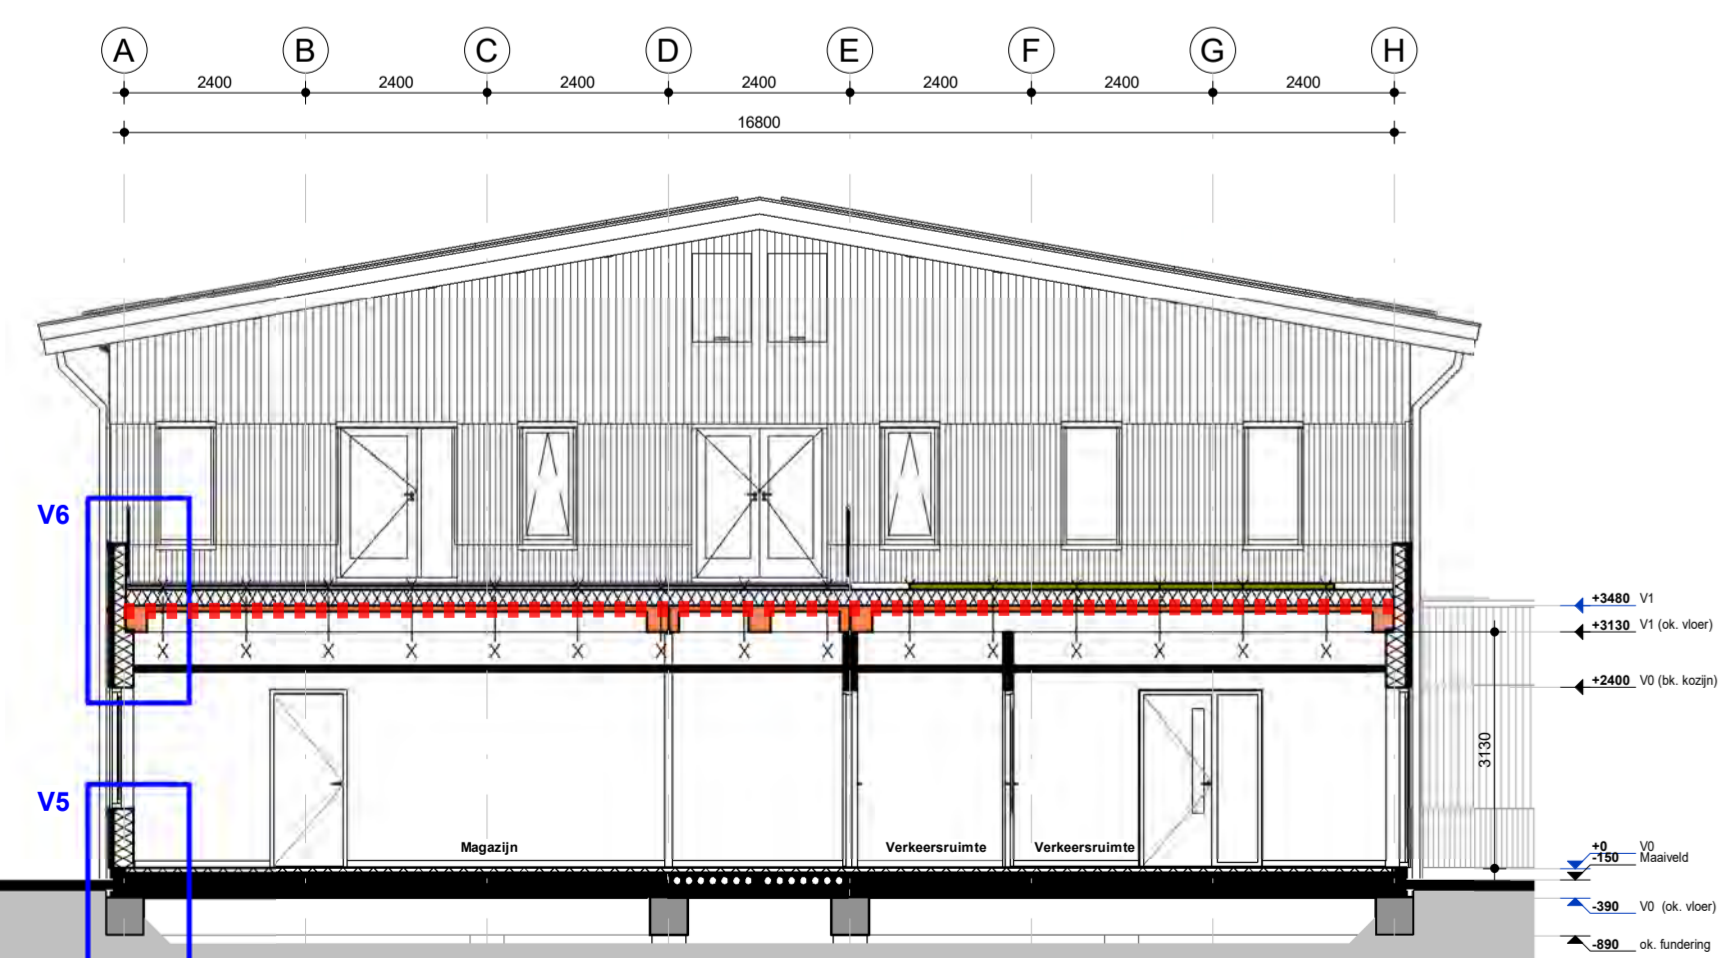 A B C D E F G H
2400 2400 2400 2400 2400 2400 2400
16800
V6
+3480 V1
+3130 V1 (ok. vloer)
+2400 V0 (bk. kozijn)
3130
V5
Magazijn Verkeersruimte Verkeersruimte
+0 V0
-150 Maaiveld
-390 V0 (ok. vloer)
-890 ok. fundering